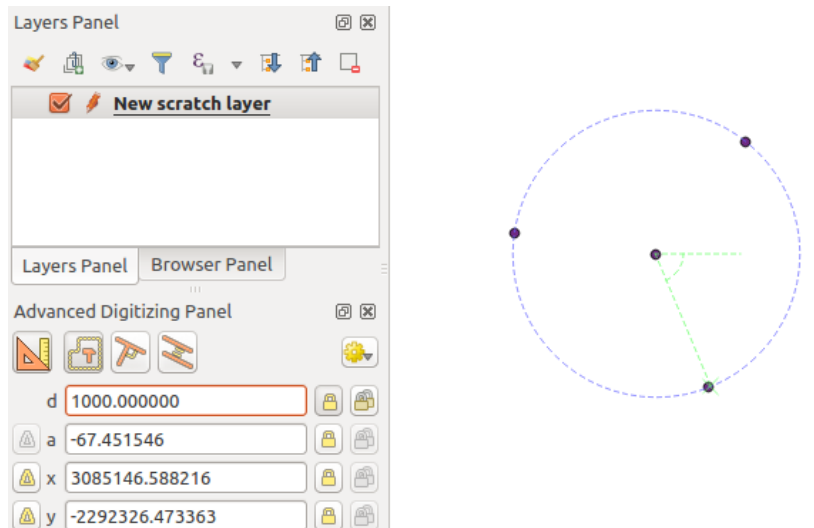 Layers Panel
New scratch layer
Layers Panel Browser Panel
Advanced Digitizing Panel
d 1000.000000
a -67.451546
x 3085146.588216
y -2292326.473363